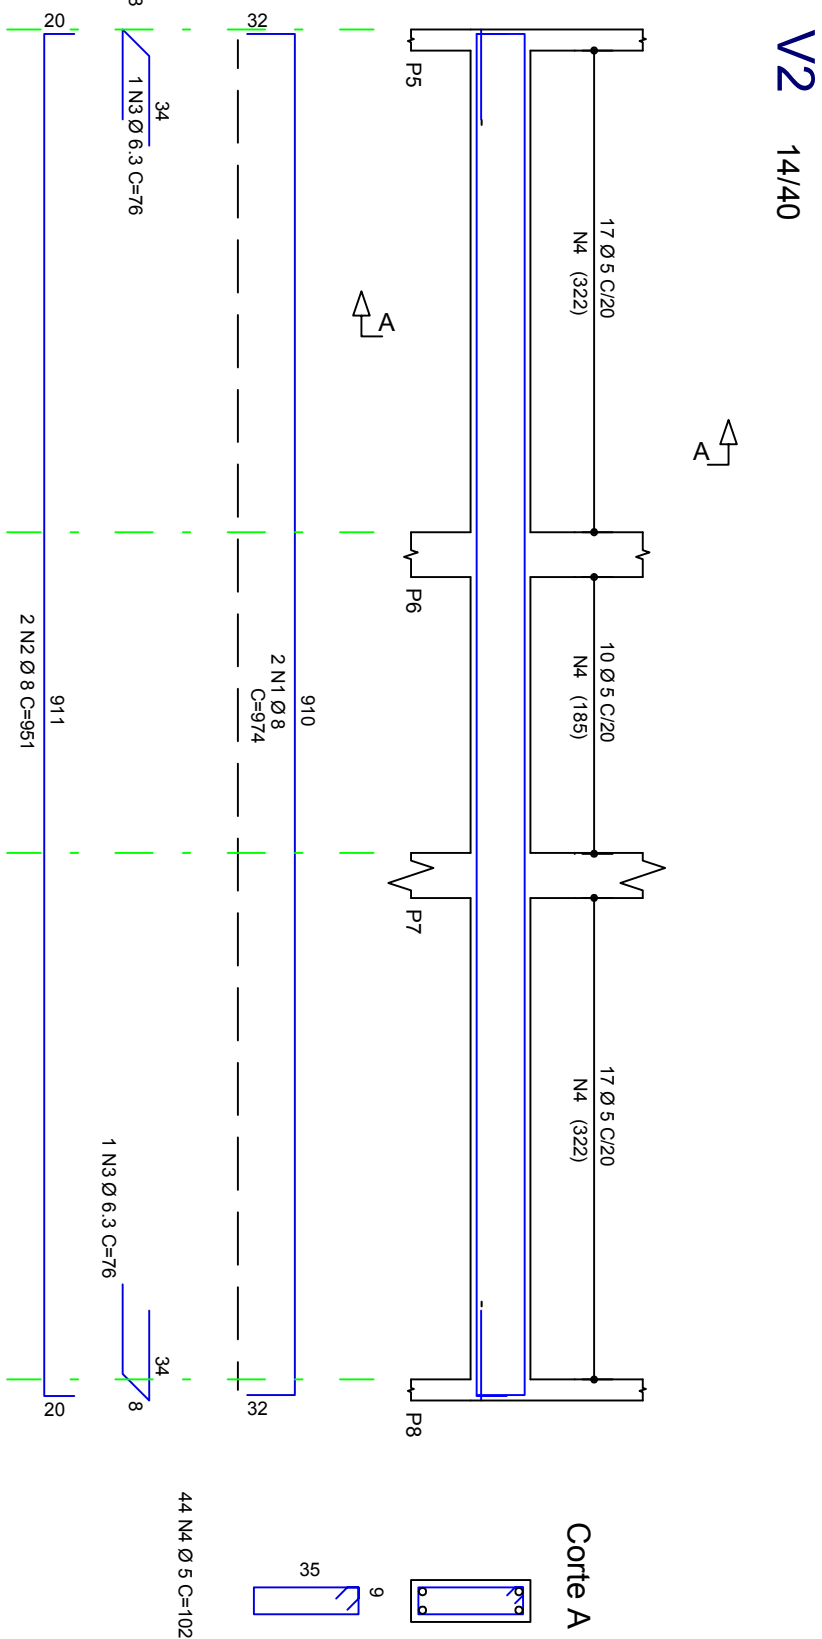 V2 14/40
17 Ø 5 C/20
N4 (322)
10 Ø 5 C/20
N4 (185)
17 Ø 5 C/20
N4 (322)
A
P5
P6
P7
P8
A
32
910
2 N1 Ø 8
C=974
32
34
1 N3 Ø 6.3 C=76
34
8
1 N3 Ø 6.3 C=76
20
911
2 N2 Ø 8 C=951
20
Corte A
9
35
44 N4 Ø 5 C=102